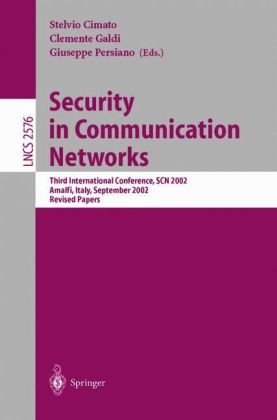 Stelvio Cimato
Clemente Galdi
Giuseppe Persiano (Eds.)
LNCS 2576
Security
in Communication
Networks
Third International Conference, SCN 2002
Amalfi, Italy, September 2002
Revised Papers
Springer